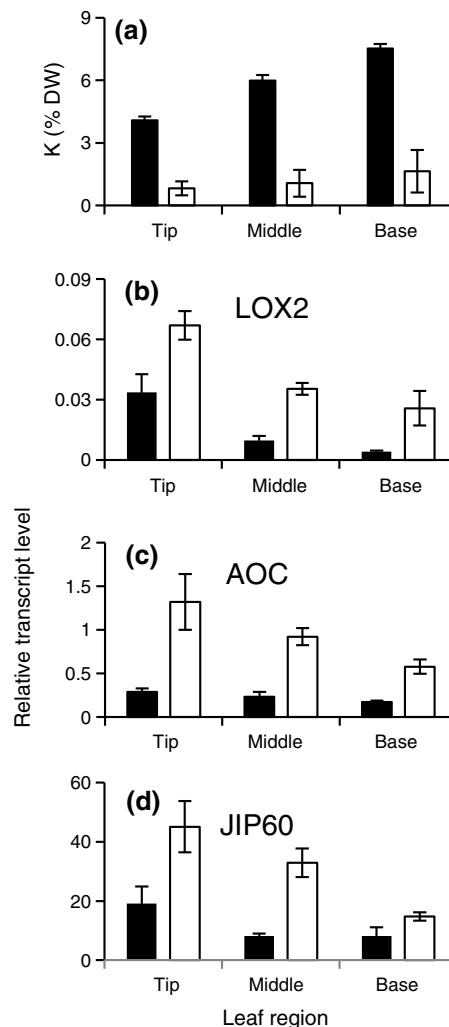 (a)
K (% DW)
9
6
3
0
Tip Middle Base
(b) LOX2
0.09
0.06
0.03
0
Tip Middle Base
Relative transcript level
(c) AOC
2
1.5
1
0.5
0
Tip Middle Base
(d) JIP60
60
40
20
0
Tip Middle Base
Leaf region